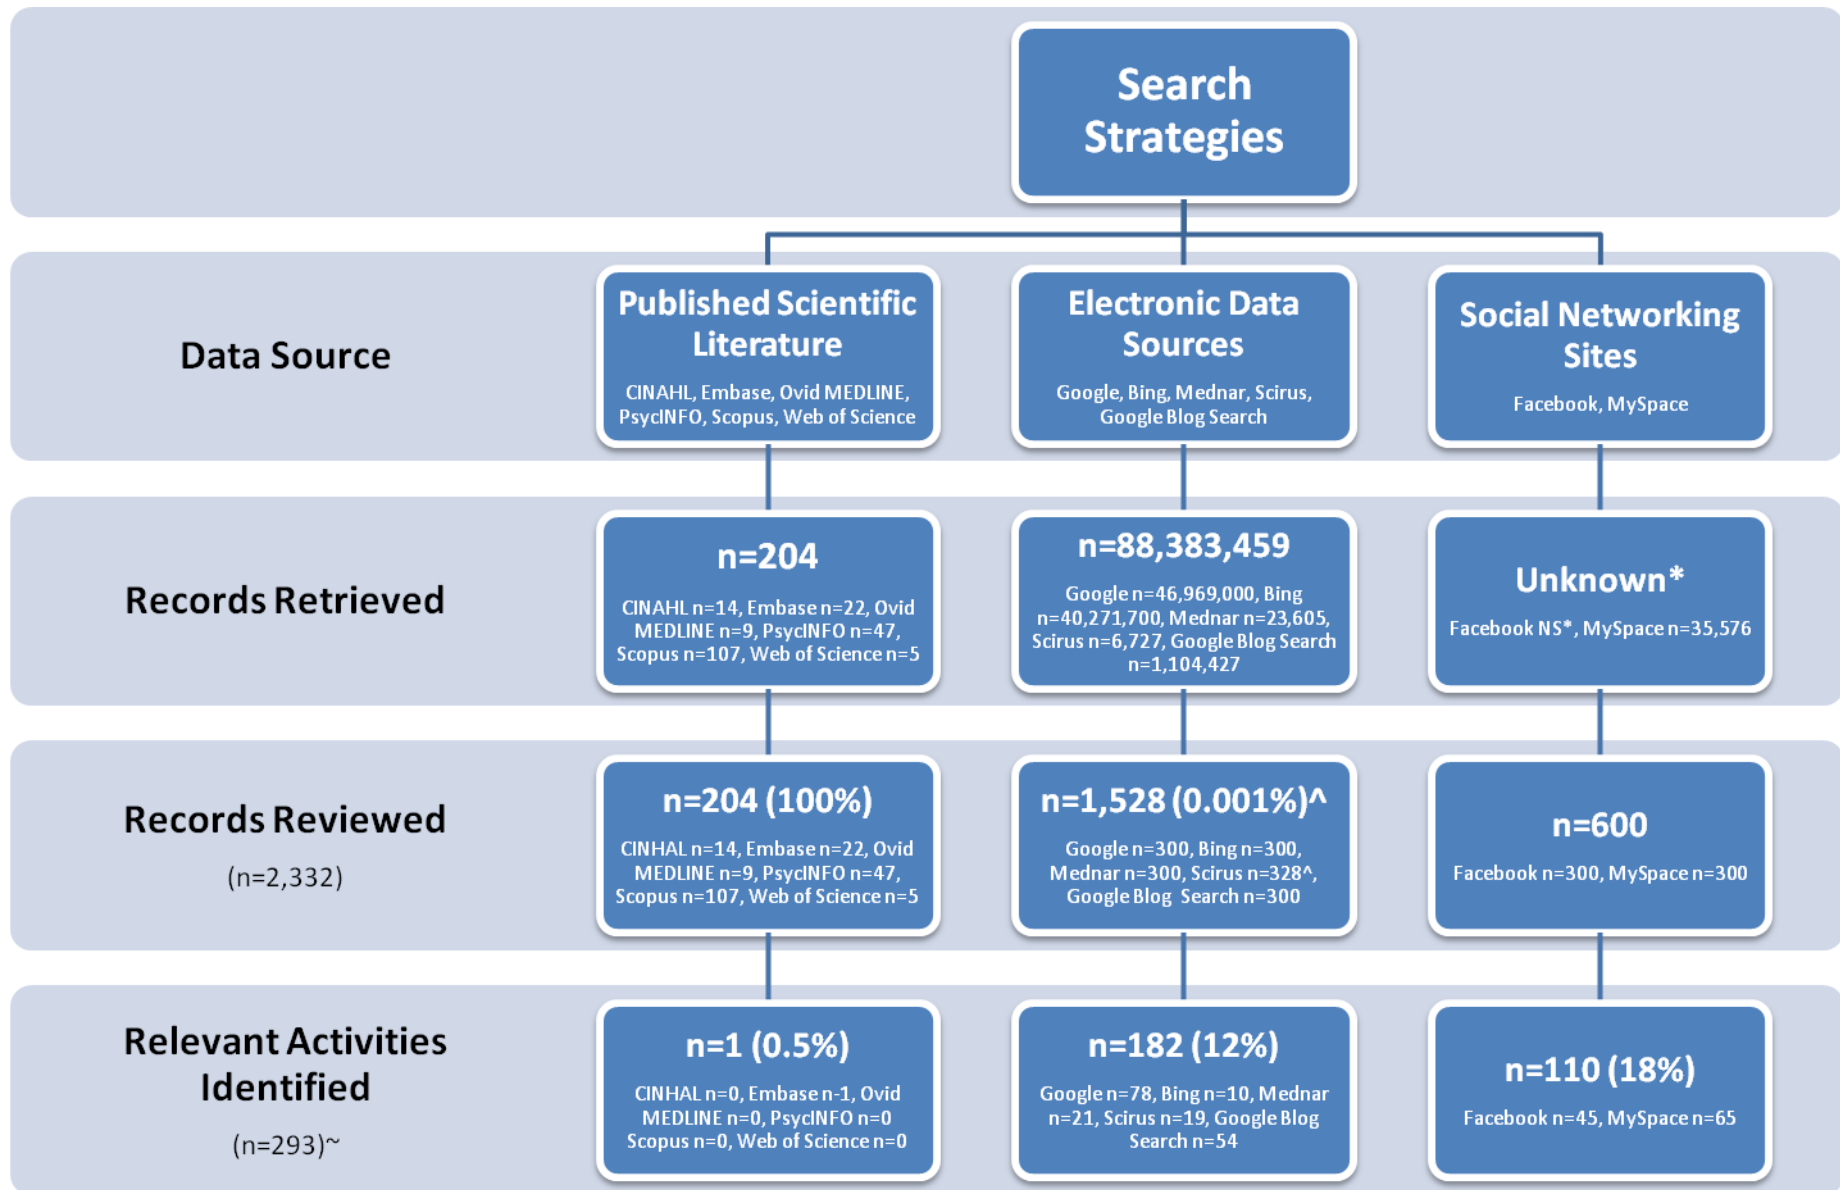 Search
Strategies
Data Source
Published Scientific
Literature
CINAHL, Embase, Ovid MEDLINE,
PsycINFO, Scopus, Web of Science
Electronic Data
Sources
Google, Bing, Mednar, Scirus,
Google Blog Search
Social Networking
Sites
Facebook, MySpace
Records Retrieved
n=204
CINAHL n=14, Embase n=22, Ovid
MEDLINE n=9, PsycINFO n=47,
Scopus n=107, Web of Science n=5
n=88,383,459
Google n=46,969,000, Bing
n=40,271,700, Mednar n=23,605,
Scirus n=6,727, Google Blog Search
n=1,104,427
Unknown*
Facebook NS*, MySpace n=35,576
Records Reviewed
(n=2,332)
n=204 (100%)
CINHAL n=14, Embase n=22, Ovid
MEDLINE n=9, PsycINFO n=47,
Scopus n=107, Web of Science n=5
n=1,528 (0.001%)^
Google n=300, Bing n=300,
Mednar n=300, Scirus n=328^,
Google Blog Search n=300
n=600
Facebook n=300, MySpace n=300
Relevant Activities
Identified
(n=293)~
n=1 (0.5%)
CINHAL n=0, Embase n-1, Ovid
MEDLINE n=0, PsycINFO n=0
Scopus n=0, Web of Science n=0
n=182 (12%)
Google n=78, Bing n=10, Mednar
n=21, Scirus n=19, Google Blog
Search n=54
n=110 (18%)
Facebook n=45, MySpace n=65